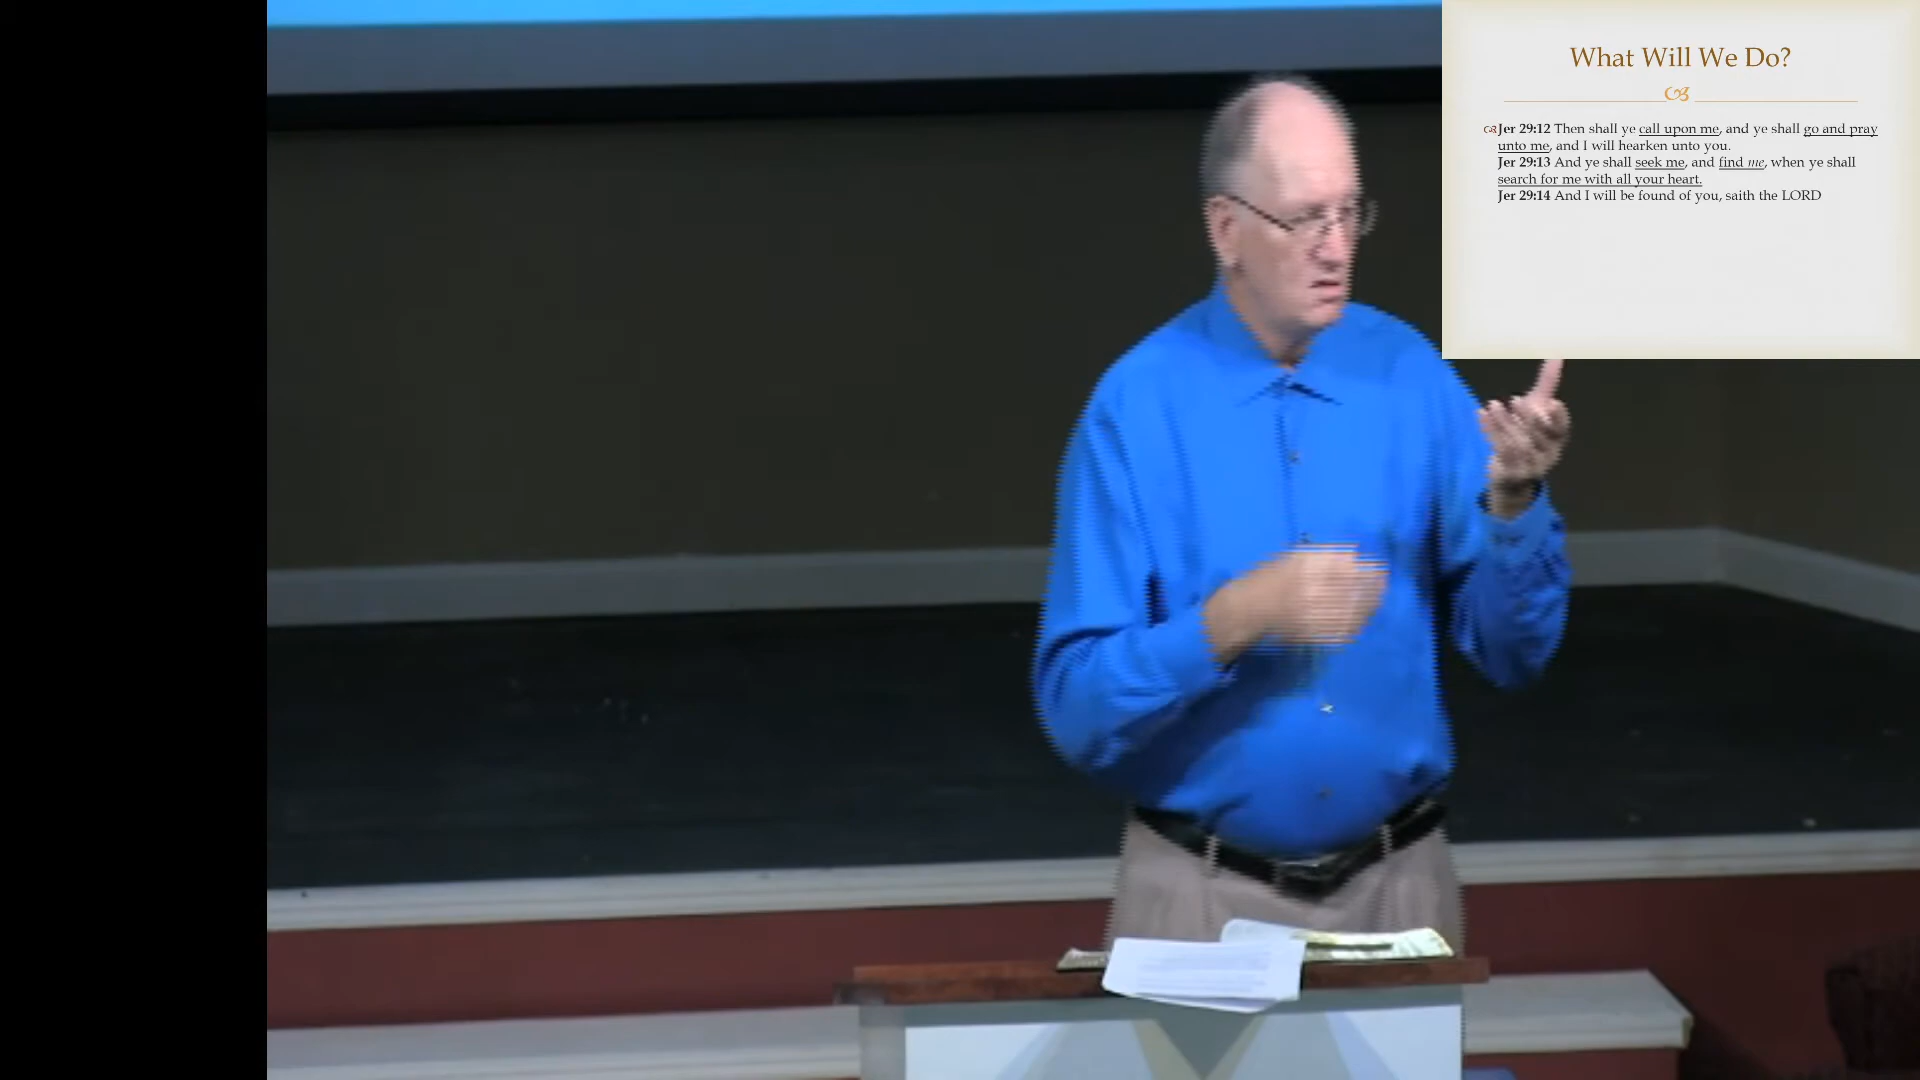 What Will We Do?
Jer 29:12 Then shall ye call upon me, and ye shall go and pray
unto me, and I will hearken unto you.
Jer 29:13 And ye shall seek me, and find me, when ye shall
search for me with all your heart.
Jer 29:14 And I will be found of you, saith the LORD